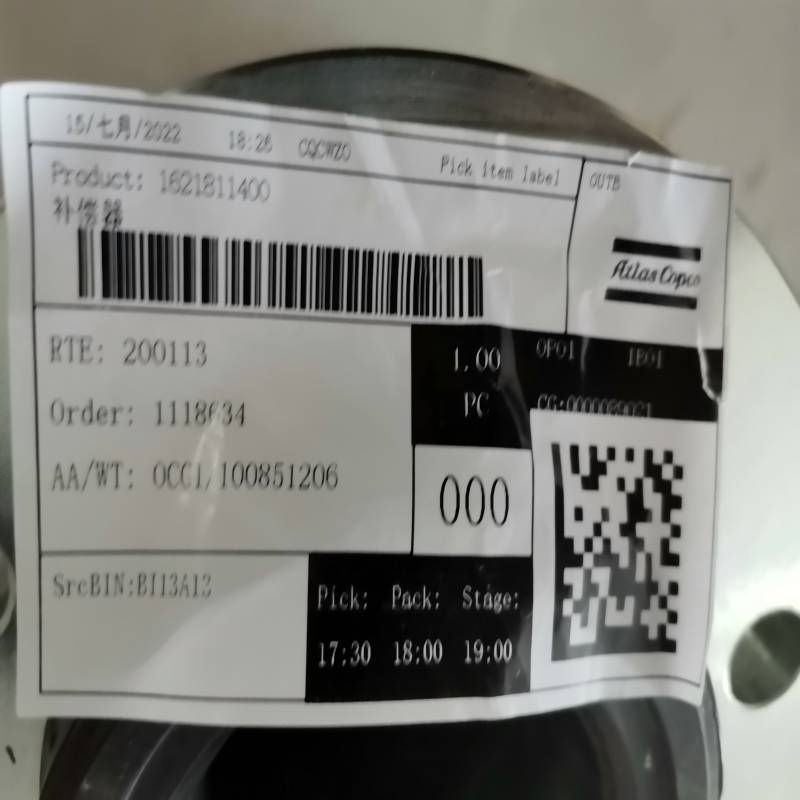 15/七月/2022 18:26 CQCWZO Pick item label OUTB
Product: 1621811400
补偿器
Atlas Copco
RTE: 200113
1.00 OP01 IB01
Order: 1118634
PC
AA/WT: OCC1/100851206
000
SrcBIN:BI13A13
Pick: Pack: Stage:
17:30 18:00 19:00